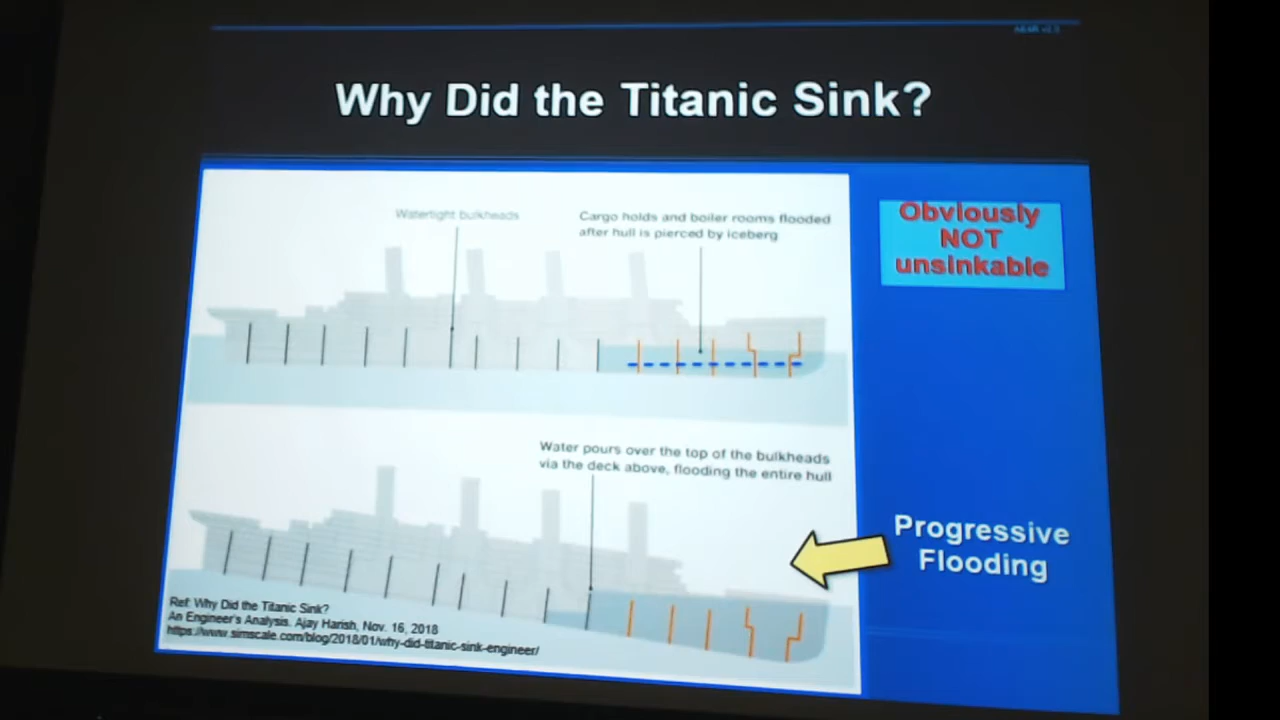 Why Did the Titanic Sink?
Watertight bulkheads
Cargo holds and boiler rooms flooded
after hull is pierced by iceberg
Obviously
NOT
unsinkable
Water pours over the top of the bulkheads
via the deck above, flooding the entire hull
Progressive
Flooding
Ref: Why Did the Titanic Sink?
An Engineer's Analysis. Ajay Harish, Nov. 16, 2018
https://www.simscale.com/blog/2018/01/why-did-titanic-sink-engineer/